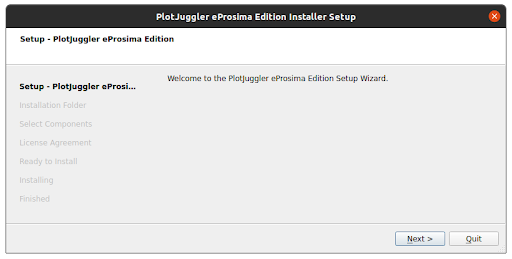 PlotJuggler eProsima Edition Installer Setup
Setup - PlotJuggler eProsima Edition
Setup - PlotJuggler eProsi...
Welcome to the PlotJuggler eProsima Edition Setup Wizard.
Installation Folder
Select Components
License Agreement
Ready to Install
Installing
Finished
Next >
Quit